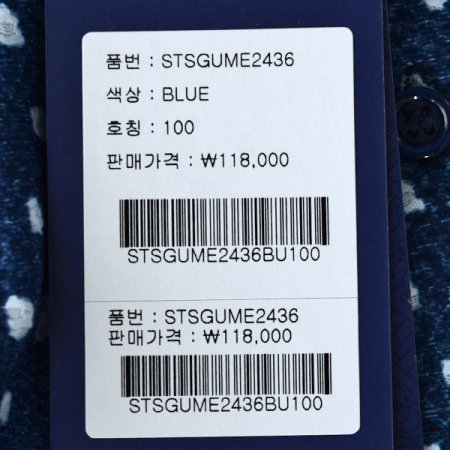 품번 : STSGUME2436
색상 : BLUE
호칭 : 100
판매가격 : ₩118,000
STSGUME2436BU100
품번 : STSGUME2436
판매가격 : ₩118,000
STSGUME2436BU100